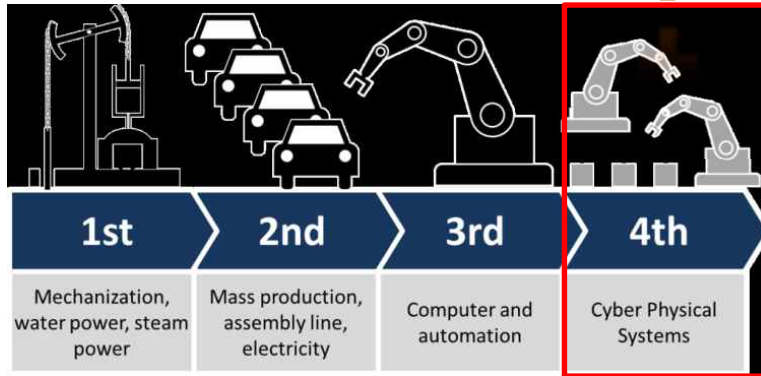 1st
2nd
3rd
4th
Mechanization,
water power, steam
power
Mass production,
assembly line,
electricity
Computer and
automation
Cyber Physical
Systems